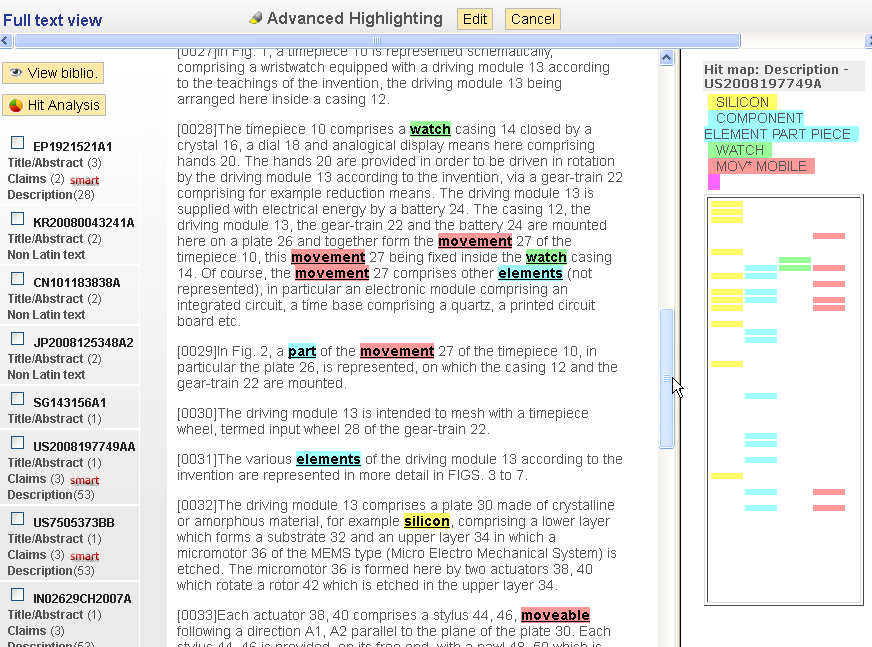 Full text view
Advanced Highlighting
Edit
Cancel
View biblio.
Hit Analysis
EP1921521A1
Title/Abstract (3)
Claims (2) smart
Description(28)
KR20080043241A
Title/Abstract (2)
Non Latin text
CN101183838A
Title/Abstract (2)
Non Latin text
JP2008125348A2
Title/Abstract (2)
Non Latin text
SG143156A1
Title/Abstract (1)
US2008197749AA
Title/Abstract (1)
Claims (3) smart
Description(53)
US7505373BB
Title/Abstract (1)
Claims (3) smart
Description(53)
IN02629CH2007A
Title/Abstract (1)
Claims (3)
Description(53)
[0027]In Fig. 1, a timepiece 10 is represented schematically,
comprising a wristwatch equipped with a driving module 13 according
to the teachings of the invention, the driving module 13 being
arranged here inside a casing 12.
[0028]The timepiece 10 comprises a watch casing 14 closed by a
crystal 16, a dial 18 and analogical display means here comprising
hands 20. The hands 20 are provided in order to be driven in rotation
by the driving module 13 according to the invention, via a gear-train 22
comprising for example reduction means. The driving module 13 is
supplied with electrical energy by a battery 24. The casing 12, the
driving module 13, the gear-train 22 and the battery 24 are mounted
here on a plate 26 and together form the movement 27 of the
timepiece 10, this movement 27 being fixed inside the watch casing
14. Of course, the movement 27 comprises other elements (not
represented), in particular an electronic module comprising an
integrated circuit, a time base comprising a quartz, a printed circuit
board etc.
[0029]In Fig. 2, a part of the movement 27 of the timepiece 10, in
particular the plate 26, is represented, on which the casing 12 and the
gear-train 22 are mounted.
[0030]The driving module 13 is intended to mesh with a timepiece
wheel, termed input wheel 28 of the gear-train 22.
[0031]The various elements of the driving module 13 according to the
invention are represented in more detail in FIGS. 3 to 7.
[0032]The driving module 13 comprises a plate 30 made of crystalline
or amorphous material, for example silicon, comprising a lower layer
which forms a substrate 32 and an upper layer 34 in which a
micromotor 36 of the MEMS type (Micro Electro Mechanical System) is
etched. The micromotor 36 is formed here by two actuators 38, 40
which rotate a rotor 42 which is etched in the upper layer 34.
[0033]Each actuator 38, 40 comprises a stylus 44, 46, moveable
following a direction A1, A2 parallel to the plane of the plate 30. Each
stylus 44, 46 is provided, on its free end, with a pawl 48, 50 which is
Hit map: Description -
US2008197749A
SILICON
COMPONENT
ELEMENT PART PIECE
WATCH
MOV* MOBILE